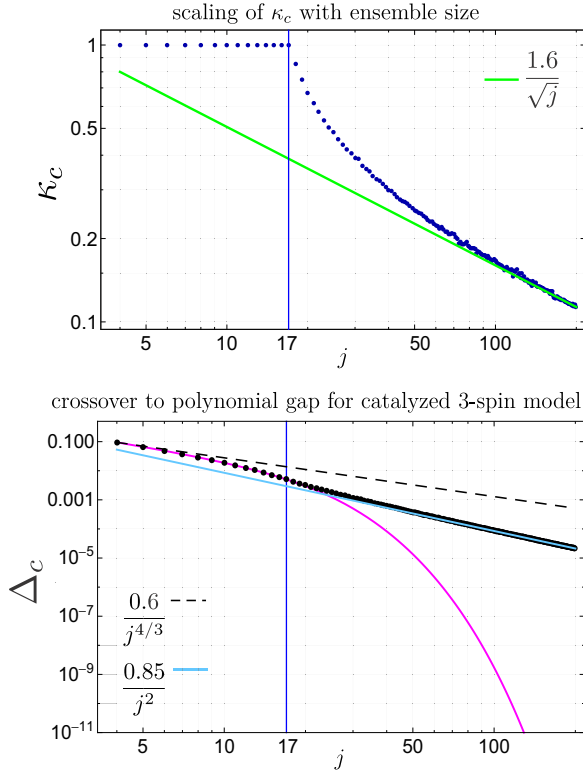 scaling of κ_c with ensemble size
1
0.5
0.2
0.1
κ_c
1.6
√j
5
10
17
50
100
j
crossover to polynomial gap for catalyzed 3-spin model
0.100
0.001
10⁻⁵
10⁻⁷
10⁻⁹
10⁻¹¹
Δ_c
0.6
j^{4/3}
0.85
j²
5
10
17
50
100
j